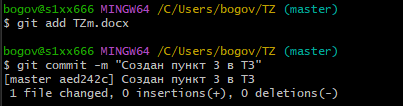 bogov@s1xx666 MINGW64 /C/Users/bogov/TZ (master)
$ git add TZm.docx
bogov@s1xx666 MINGW64 /C/Users/bogov/TZ (master)
$ git commit -m "Создан пункт 3 в ТЗ"
[master aed242c] Создан пункт 3 в ТЗ
1 file changed, 0 insertions(+), 0 deletions(-)